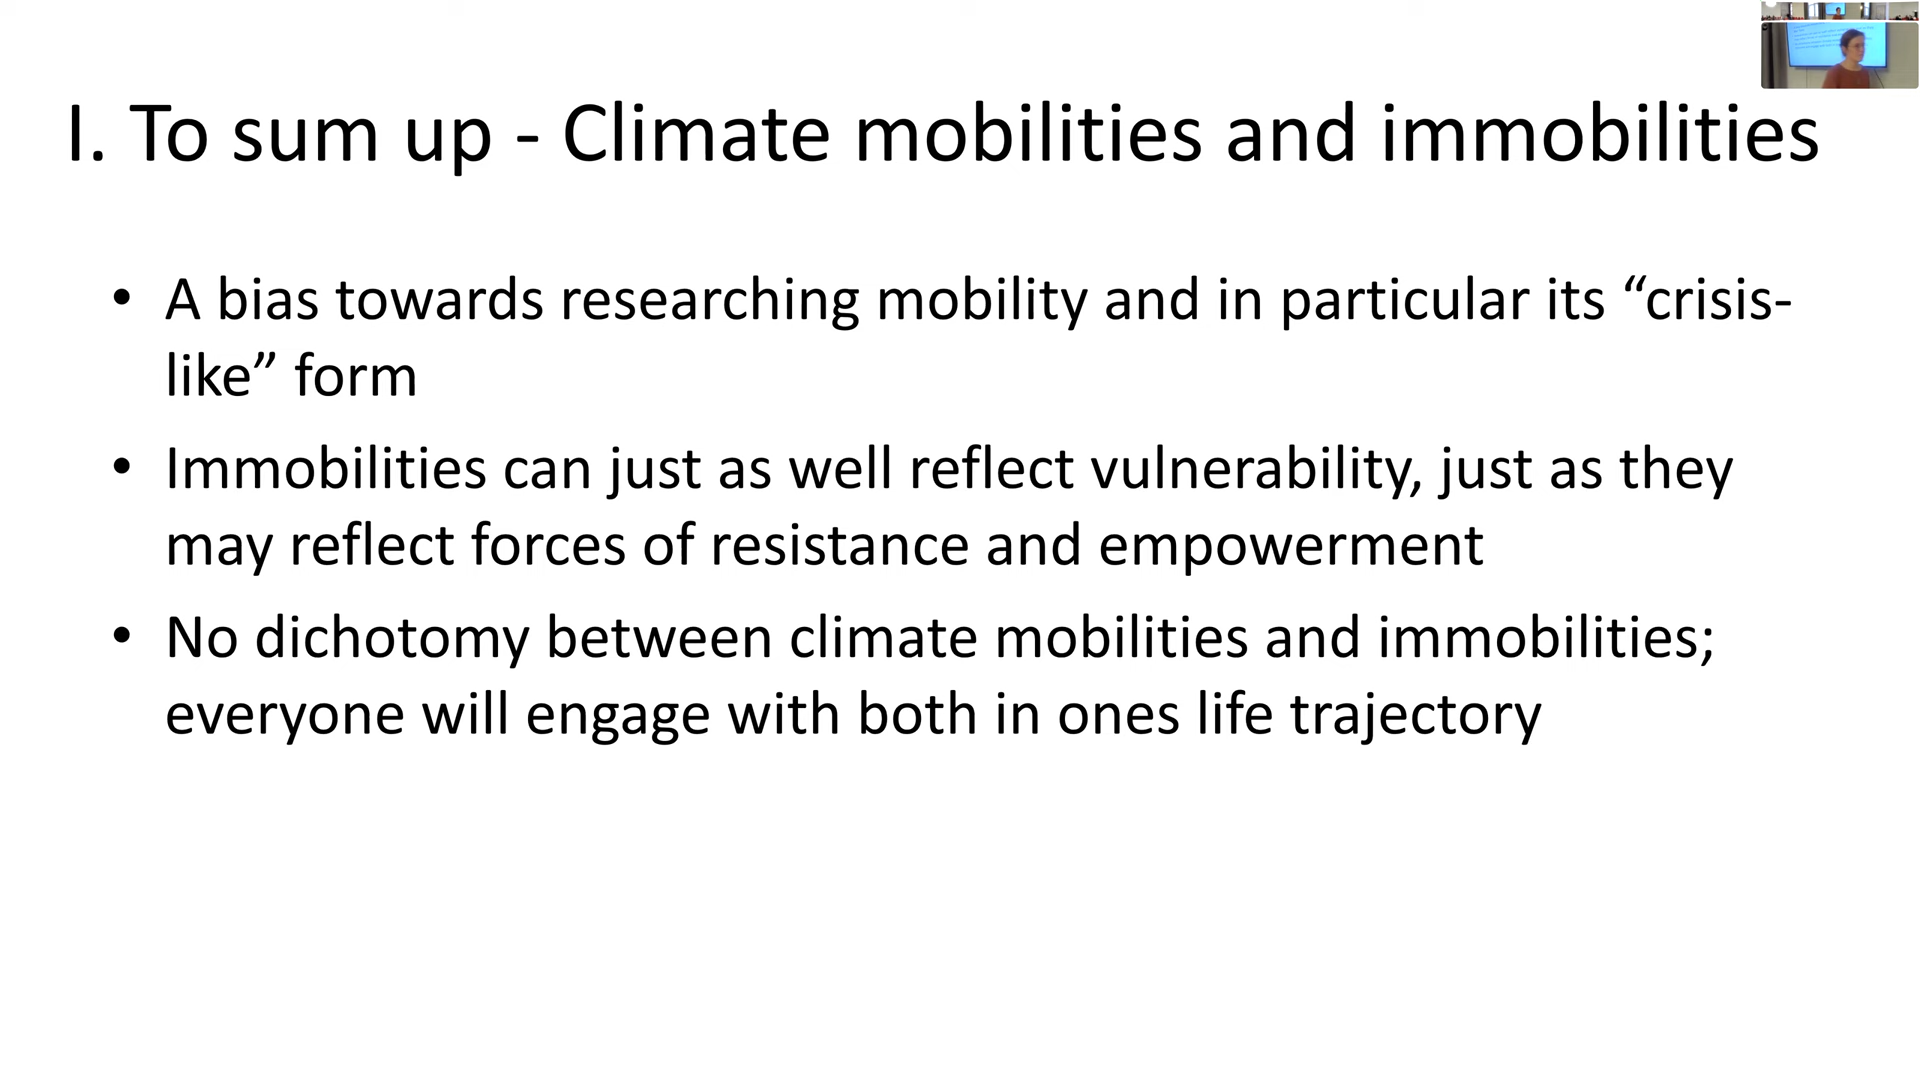 I. To sum up - Climate mobilities and immobilities
• A bias towards researching mobility and in particular its “crisis-
like” form
• Immobilities can just as well reflect vulnerability, just as they
may reflect forces of resistance and empowerment
• No dichotomy between climate mobilities and immobilities;
everyone will engage with both in ones life trajectory